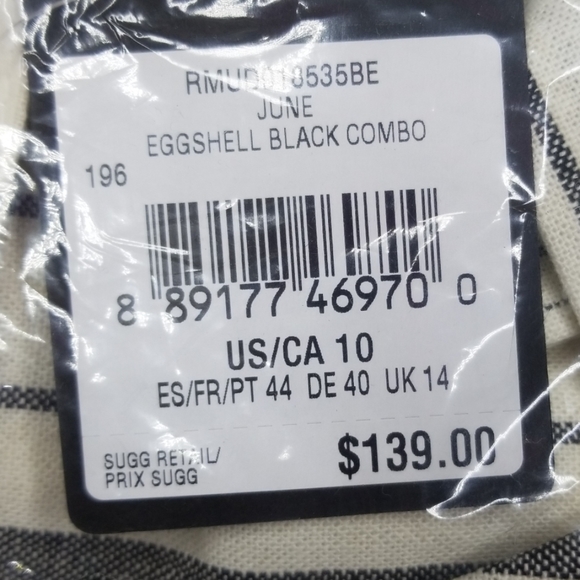 JUNE
EGGSHELL BLACK COMBO
196
8 89177 46970 0
US/CA 10
ES/FR/PT 44 DE 40 UK 14
SUGG RETAIL/
PRIX SUGG
$139.00